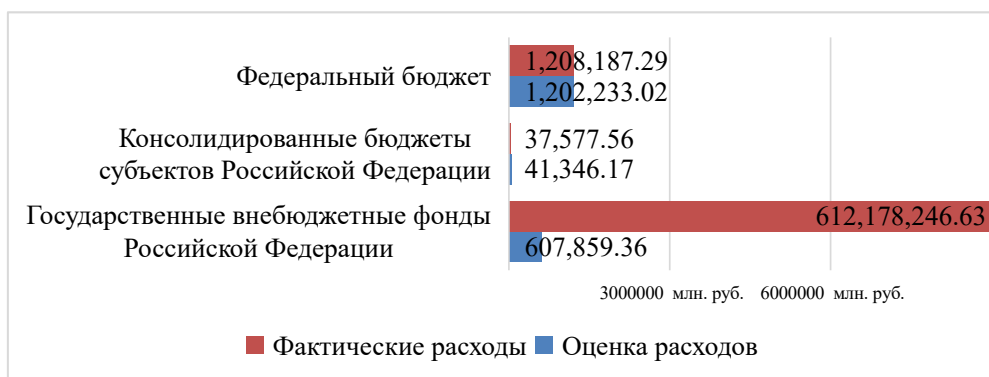 Федеральный бюджет
1,208,187.29
1,202,233.02
Консолидированные бюджеты
субъектов Российской Федерации
37,577.56
41,346.17
Государственные внебюджетные фонды
Российской Федерации
612,178,246.63
607,859.36
3000000 млн. руб. 6000000 млн. руб.
Фактические расходы Оценка расходов